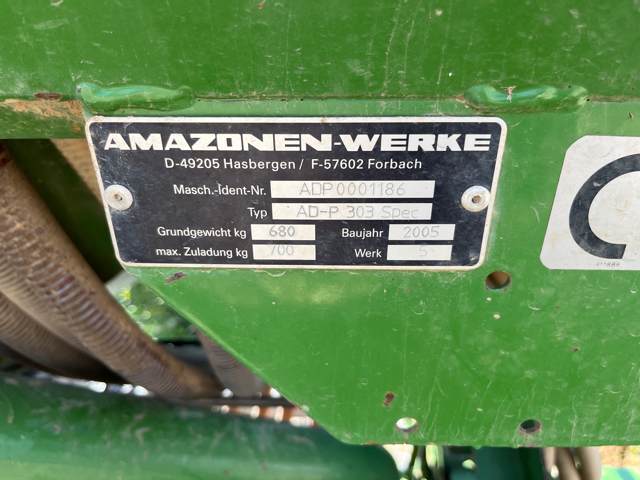 AMAZONEN-WERKE
D-49205 Hasbergen / F-57602 Forbach
Masch.-Ident-Nr. ADP0001186
Typ AD-P 303 Spec
Grundgewicht kg 680 Baujahr 2005
max. Zuladung kg 700 Werk S